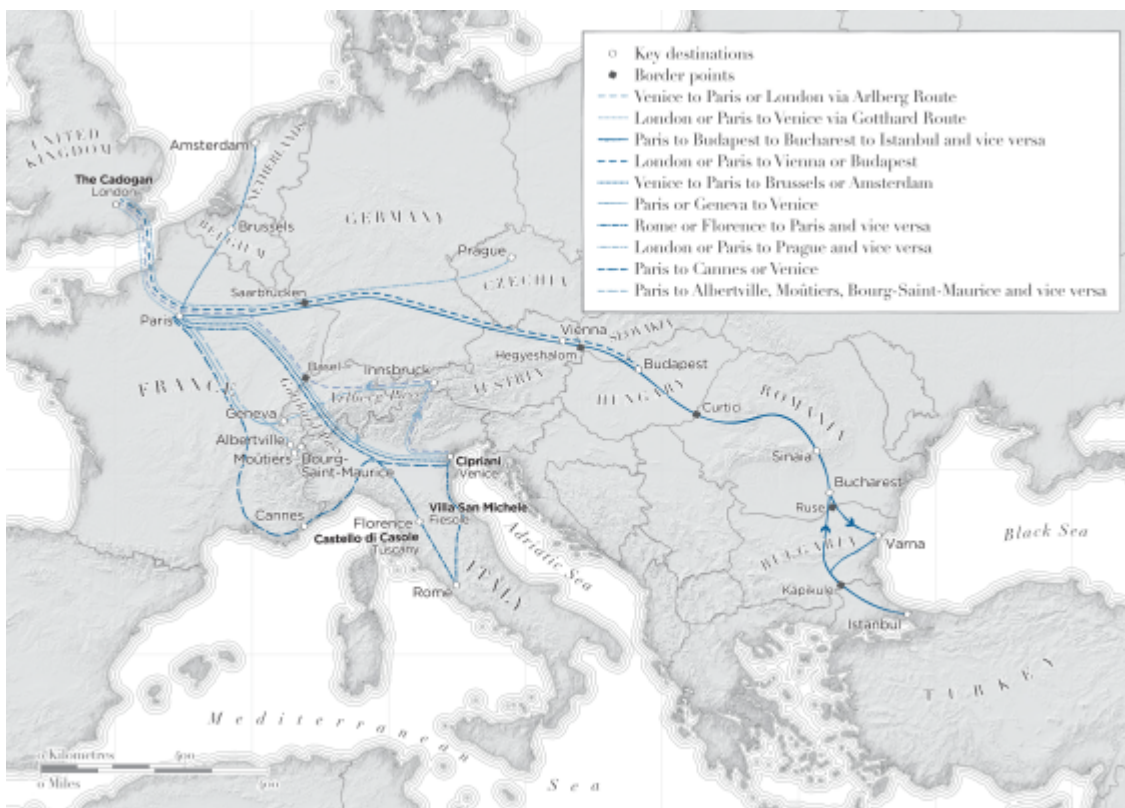 Key destinations
Border points
Venice to Paris or London via Arlberg Route
London or Paris to Venice via Gotthard Route
Paris to Budapest to Bucharest to Istanbul and vice versa
London or Paris to Vienna or Budapest
Venice to Paris to Brussels or Amsterdam
Paris or Geneva to Venice
Rome or Florence to Paris and vice versa
London or Paris to Prague and vice versa
Paris to Cannes or Venice
Paris to Albertville, Moûtiers, Bourg-Saint-Maurice and vice versa
UNITED
KINGDOM
Amsterdam
NETHERLANDS
The Cadogan
London
Brussels
BELGIUM
GERMANY
Prague
CZECHIA
Saarbrücken
Paris
Vienna
SLOVAKIA
Hegyeshalom
Budapest
Basel
Innsbruck
AUSTRIA
HUNGARY
FRANCE
Arlberg Pass
ROMANIA
Curtici
Geneva
Albertville
Moûtiers
Bourg-
Saint-Maurice
Cipriani
Venice
Sinaia
Bucharest
Ruse
Cannes
Villa San Michele
Florence
Fiesole
Castello di Casole
Tuscany
Adriatic Sea
ITALY
Rome
BULGARIA
Varna
Black Sea
Kapikule
Istanbul
TURKEY
Mediterranean
Sea
0 Kilometres 400
0 Miles 400